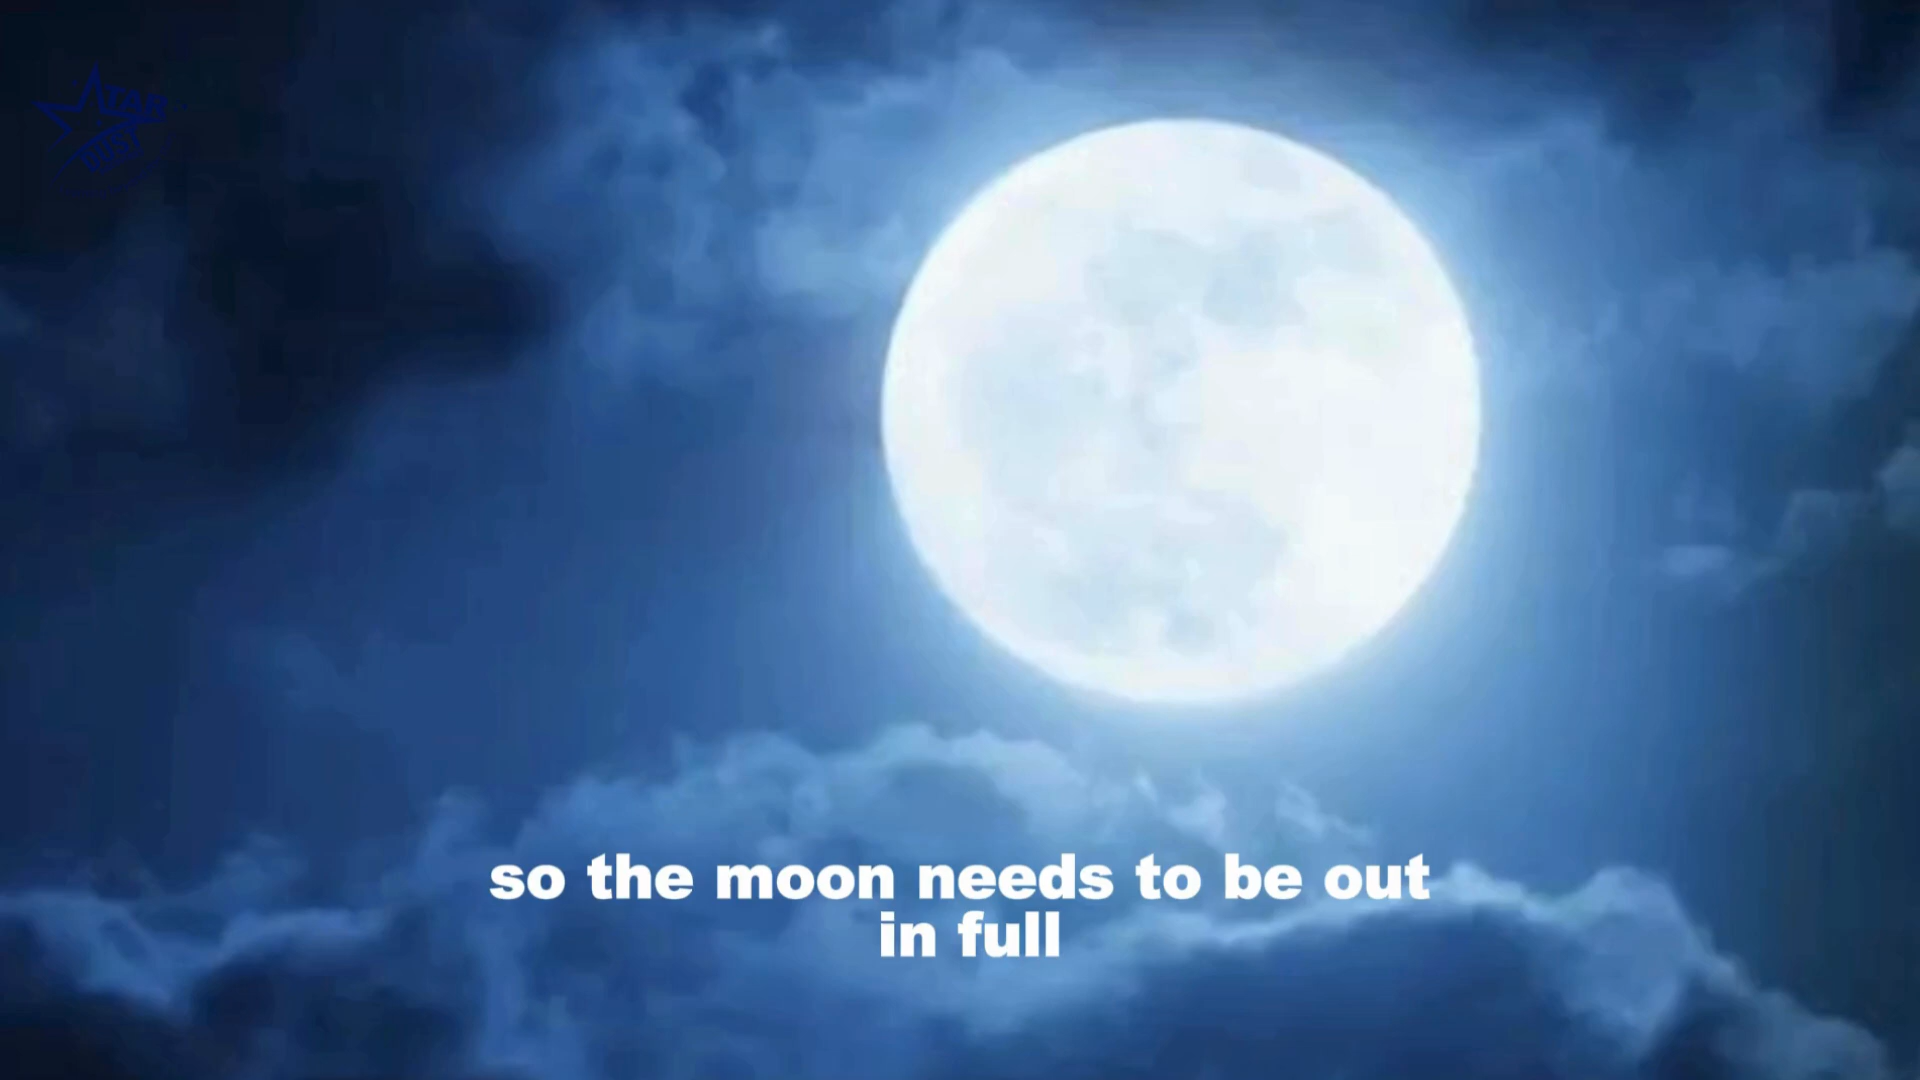 so the moon needs to be out
in full